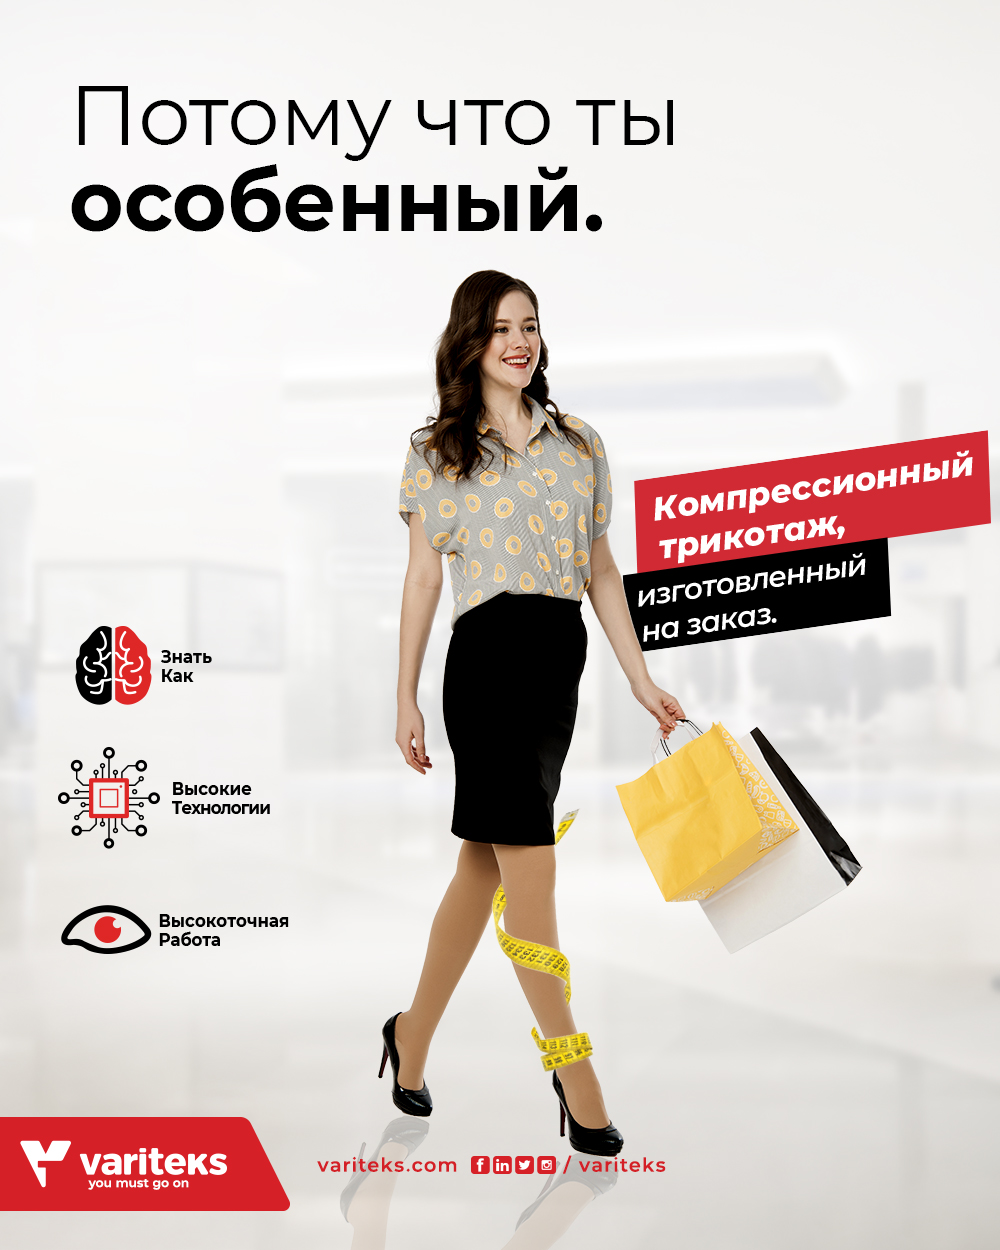 Потому что ты
особенный.
Компрессионный
трикотаж,
изготовленный
на заказ.
Знать
Как
Высокие
Технологии
Высокоточная
Работа
variteks
you must go on
variteks.com / variteks